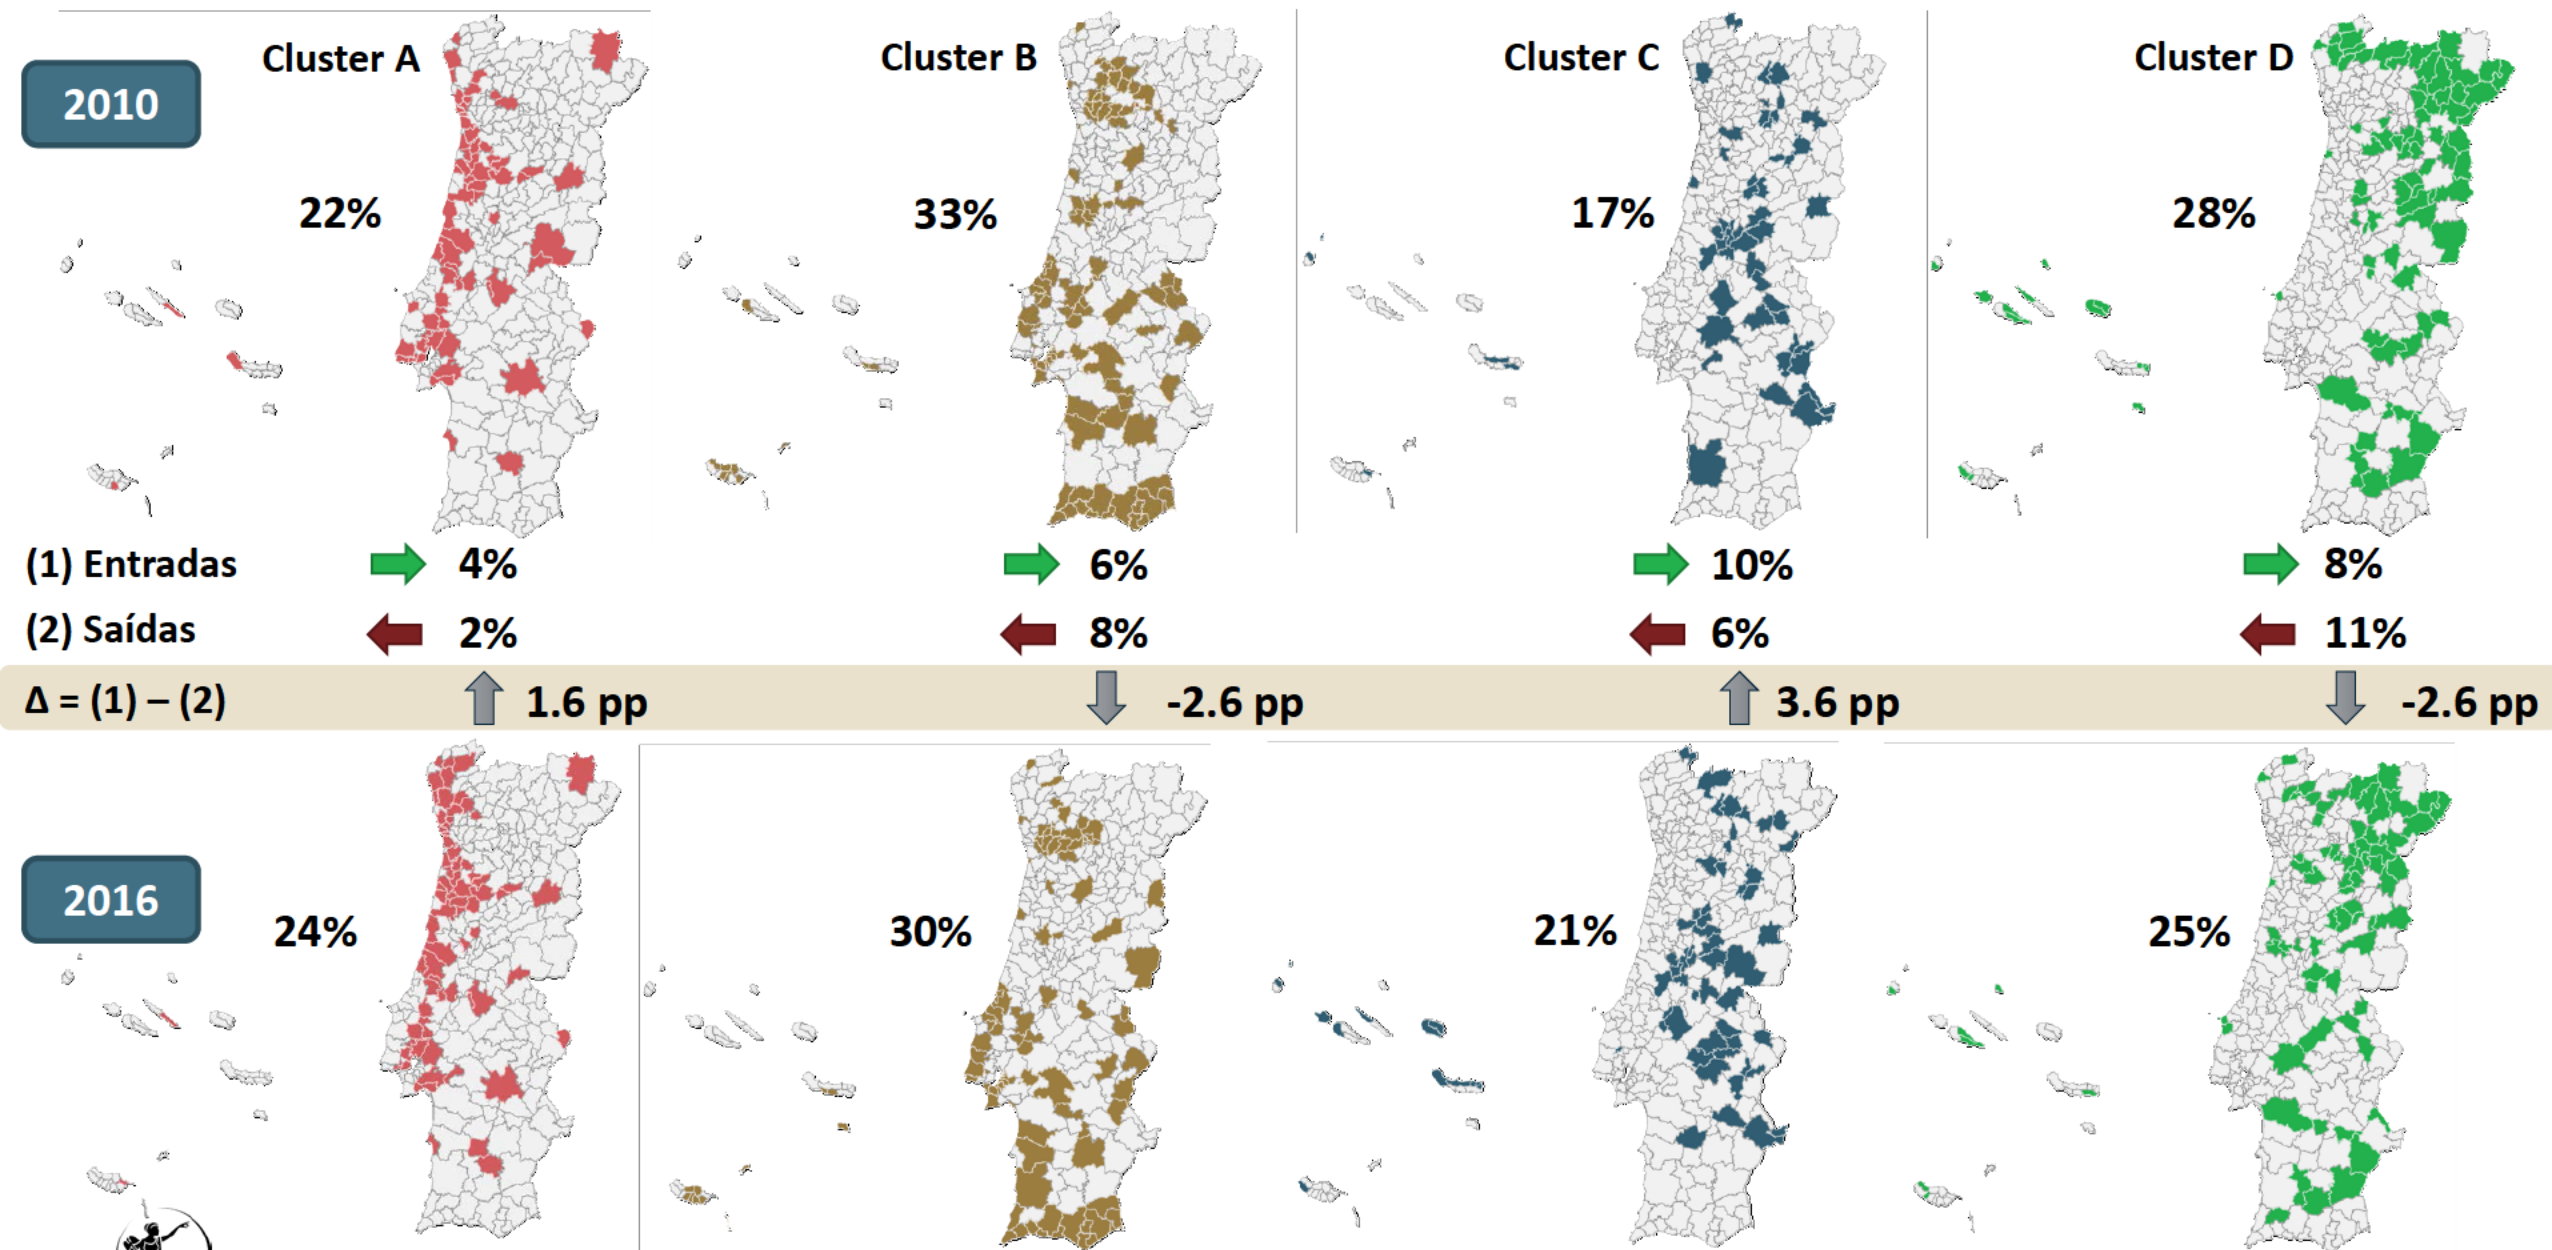 Cluster A
Cluster B
Cluster C
Cluster D
2010
22%
33%
17%
28%
(1) Entradas 4% 6% 10% 8%
(2) Saídas 2% 8% 6% 11%
Δ = (1) – (2) 1.6 pp -2.6 pp 3.6 pp -2.6 pp
2016
24%
30%
21%
25%